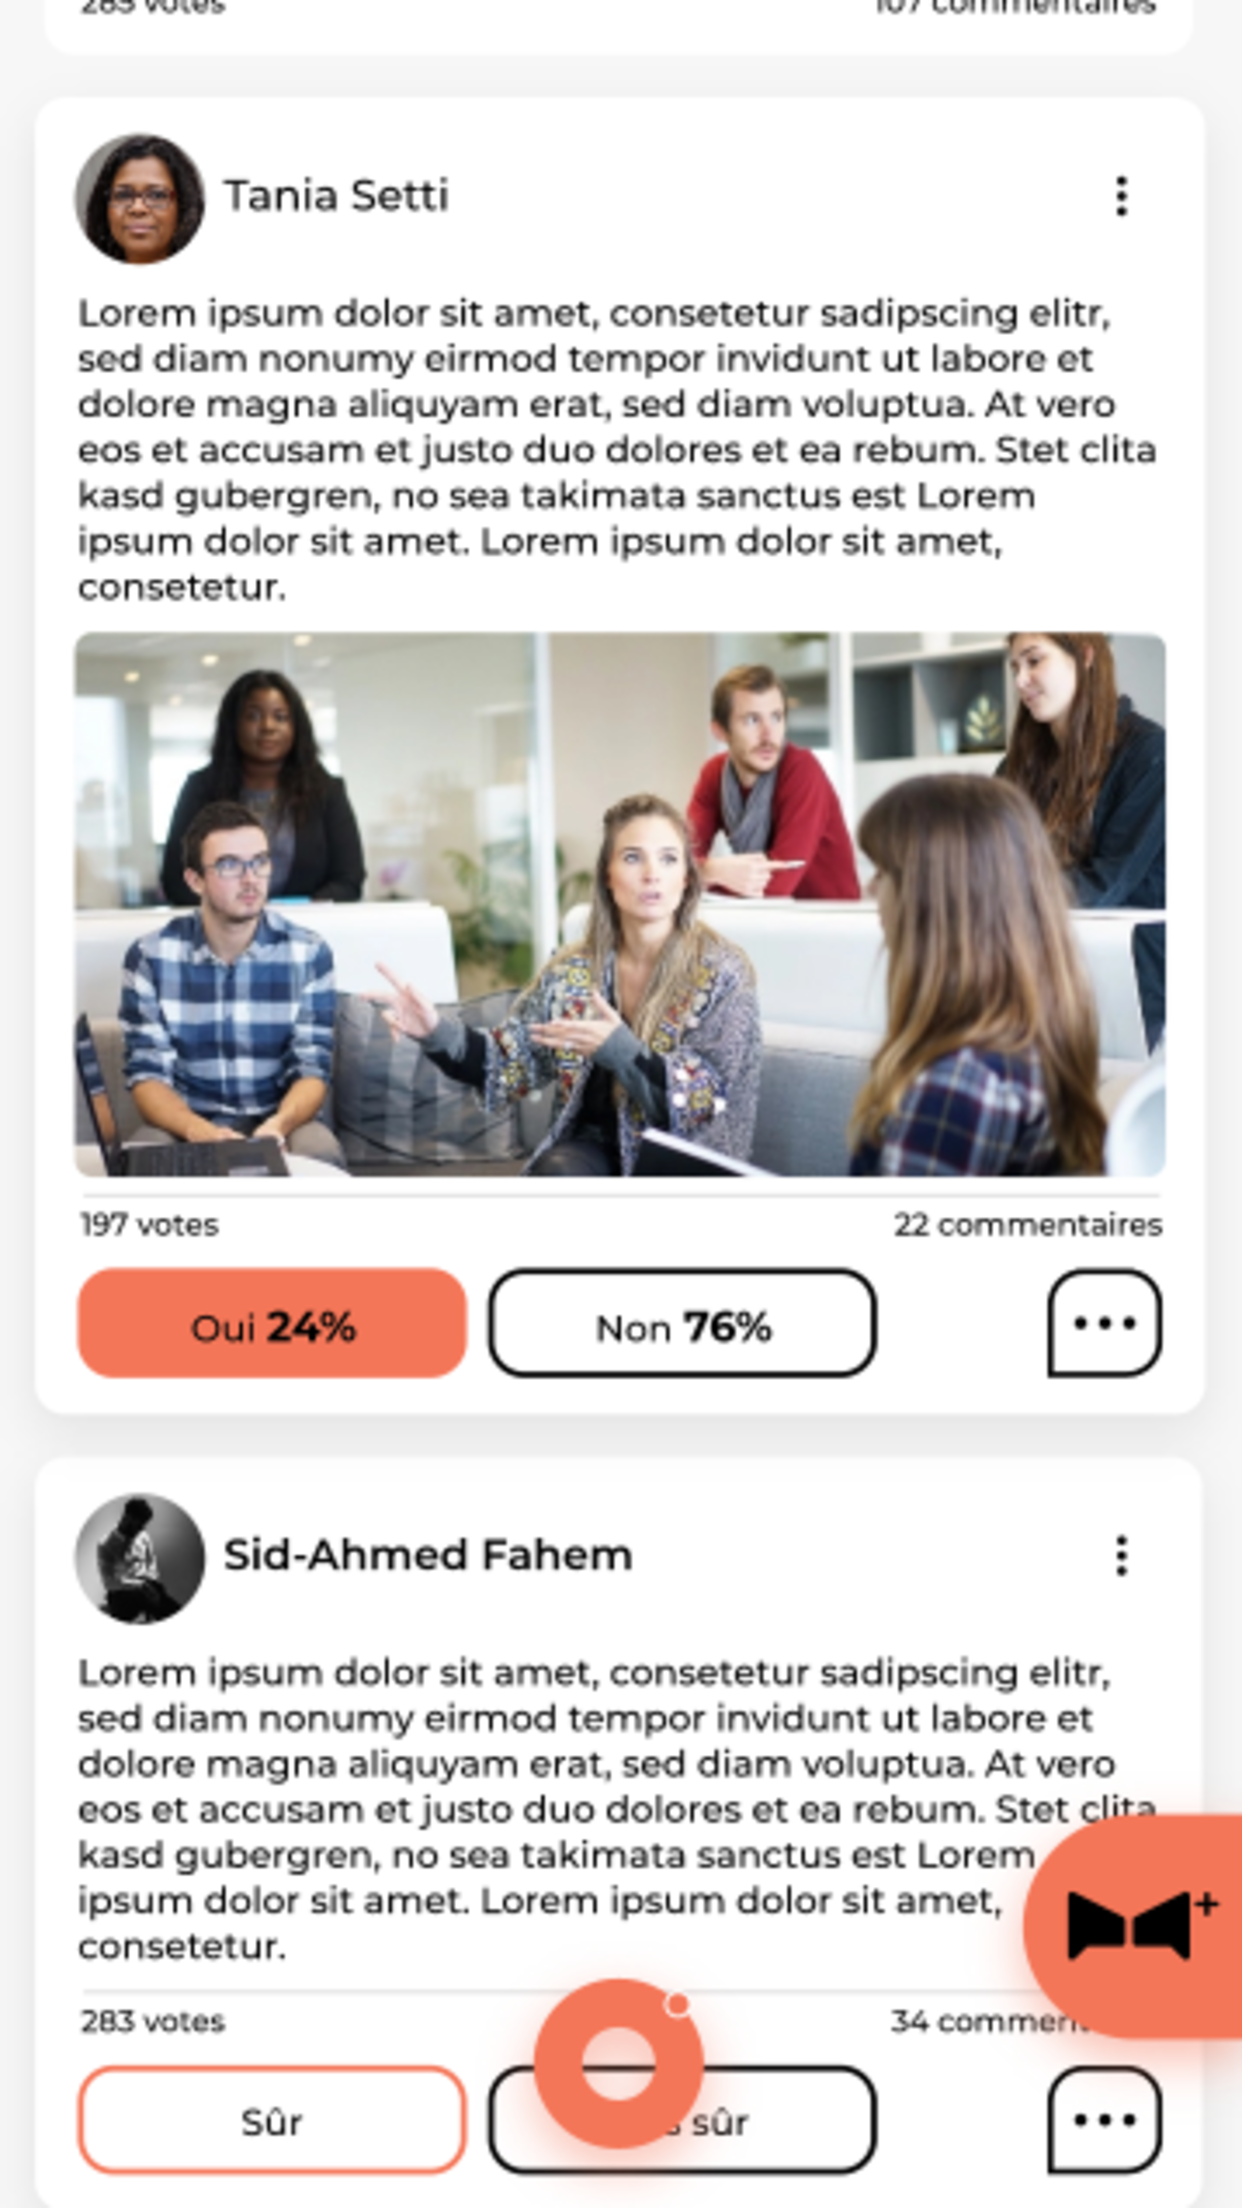 285 votes 107 commentaires
Tania Setti
Lorem ipsum dolor sit amet, consetetur sadipscing elitr,
sed diam nonumy eirmod tempor invidunt ut labore et
dolore magna aliquyam erat, sed diam voluptua. At vero
eos et accusam et justo duo dolores et ea rebum. Stet clita
kasd gubergren, no sea takimata sanctus est Lorem
ipsum dolor sit amet. Lorem ipsum dolor sit amet,
consetetur.
197 votes 22 commentaires
Oui 24% Non 76%
Sid-Ahmed Fahem
Lorem ipsum dolor sit amet, consetetur sadipscing elitr,
sed diam nonumy eirmod tempor invidunt ut labore et
dolore magna aliquyam erat, sed diam voluptua. At vero
eos et accusam et justo duo dolores et ea rebum. Stet clita
kasd gubergren, no sea takimata sanctus est Lorem
ipsum dolor sit amet. Lorem ipsum dolor sit amet,
consetetur.
283 votes 34
Sûr sûr